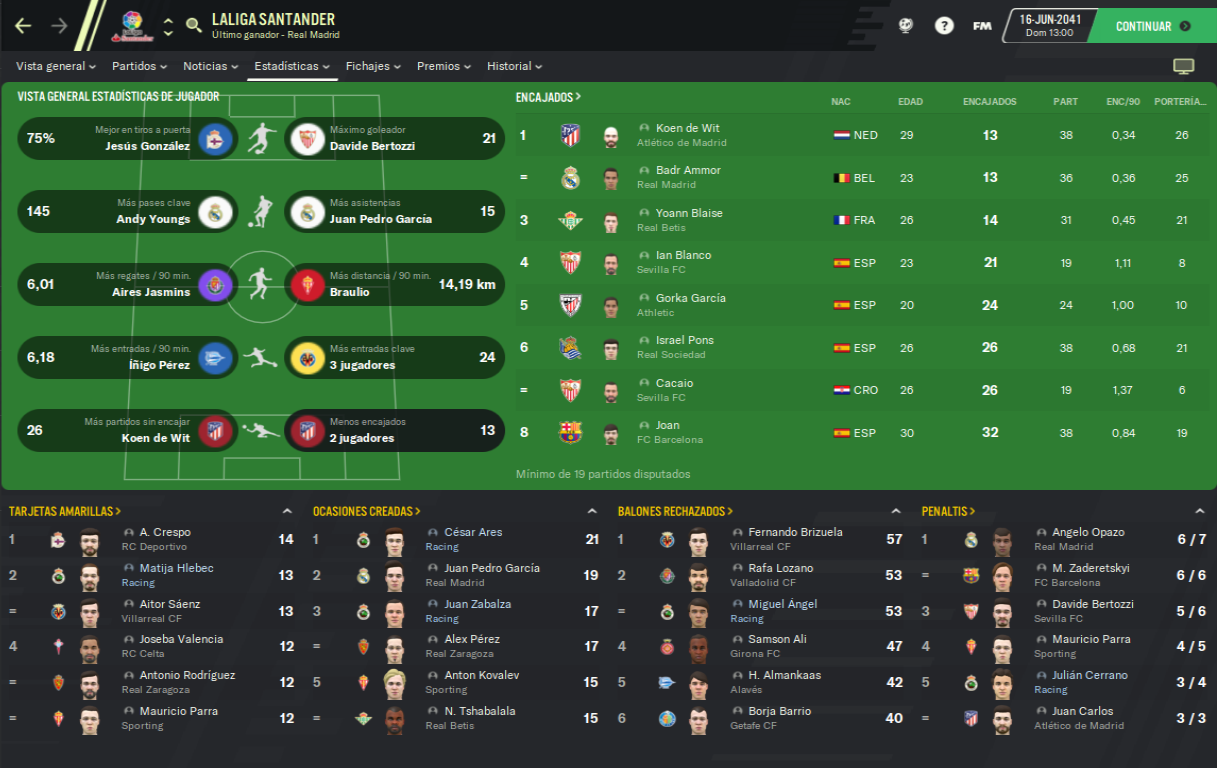 LALIGA SANTANDER
Último ganador - Real Madrid
FM
16-JUN-2041
Dom 13:00
CONTINUAR
Vista general Partidos Noticias Estadísticas Fichajes Premios Historial
VISTA GENERAL ESTADÍSTICAS DE JUGADOR
75% Mejor en tiros a puerta Jesús González
Máximo goleador Davide Bertozzi 21
145 Más pases clave Andy Youngs
Más asistencias Juan Pedro García 15
6,01 Más regates / 90 min. Aires Jasmins
Más distancia / 90 min. Braulio 14,19 km
6,18 Más entradas / 90 min. Íñigo Pérez
Más entradas clave 3 jugadores 24
26 Más partidos sin encajar Koen de Wit
Menos encajados 2 jugadores 13
ENCAJADOS NAC EDAD ENCAJADOS PART ENC/90 PORTERÍA...
1 Koen de Wit Atlético de Madrid NED 29 13 38 0,34 26
= Badr Ammor Real Madrid BEL 23 13 36 0,36 25
3 Yoann Blaise Real Betis FRA 26 14 31 0,45 21
4 Ian Blanco Sevilla FC ESP 23 21 19 1,11 8
5 Gorka García Athletic ESP 20 24 24 1,00 10
6 Israel Pons Real Sociedad ESP 26 26 38 0,68 21
= Cacaio Sevilla FC CRO 26 26 19 1,37 6
8 Joan FC Barcelona ESP 30 32 38 0,84 19
Mínimo de 19 partidos disputados
TARJETAS AMARILLAS
1 A. Crespo RC Deportivo 14
2 Matija Hlebec Racing 13
= Aitor Sáenz Villarreal CF 13
4 Joseba Valencia RC Celta 12
= Antonio Rodríguez Real Zaragoza 12
= Mauricio Parra Sporting 12
OCASIONES CREADAS
1 César Ares Racing 21
2 Juan Pedro García Real Madrid 19
3 Juan Zabalza Racing 17
= Alex Pérez Real Zaragoza 17
5 Anton Kovalev Sporting 15
= N. Tshabalala Real Betis 15
BALONES RECHAZADOS
1 Fernando Brizuela Villarreal CF 57
2 Rafa Lozano Valladolid CF 53
= Miguel Ángel Racing 53
4 Samson Ali Girona FC 47
5 H. Almankaas Alavés 42
6 Borja Barrio Getafe CF 40
PENALTIS
1 Angelo Opazo Real Madrid 6 / 7
= M. Zaderetskyi FC Barcelona 6 / 6
3 Davide Bertozzi Sevilla FC 5 / 6
4 Mauricio Parra Sporting 4 / 5
5 Julián Cerrano Racing 3 / 4
= Juan Carlos Atlético de Madrid 3 / 3